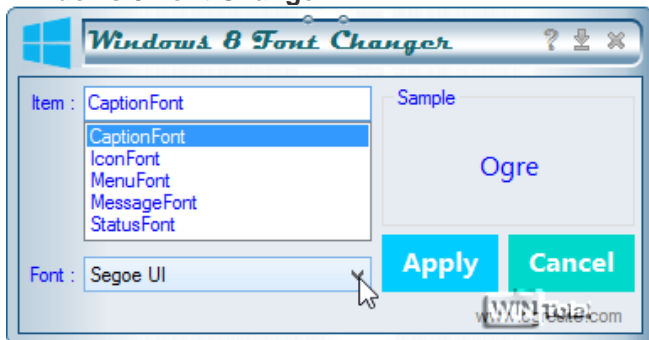 Windows 8 Font Changer
?
Item :
CaptionFont
CaptionFont
IconFont
MenuFont
MessageFont
StatusFont
Sample
Ogre
Font :
Segoe UI
Apply
Cancel